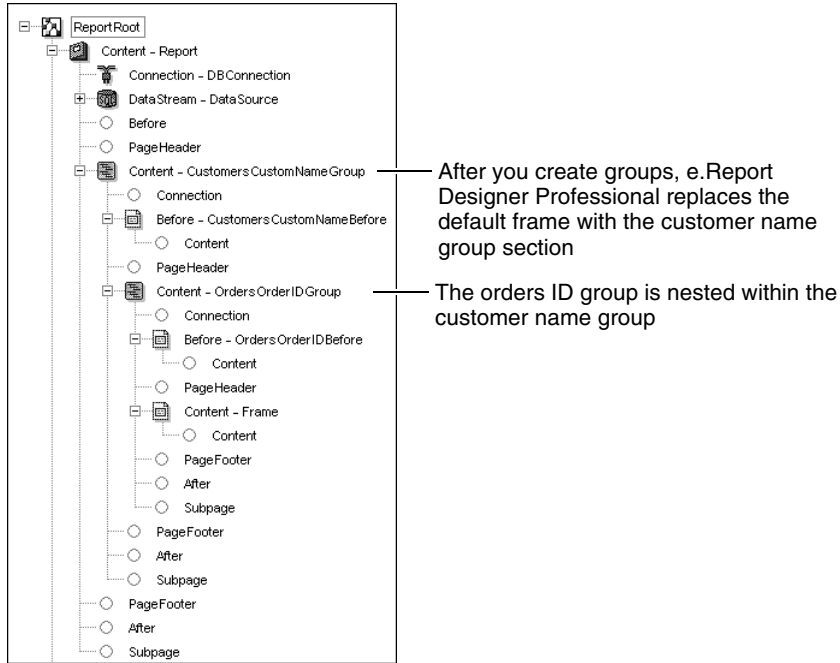 ReportRoot
Content - Report
Connection - DBConnection
DataStream - DataSource
Before
PageHeader
Content - CustomersCustomNameGroup
Connection
Before - CustomersCustomNameBefore
Content
PageHeader
Content - OrdersOrderIDGroup
Connection
Before - OrdersOrderIDBefore
Content
PageHeader
Content - Frame
Content
PageFooter
After
Subpage
PageFooter
After
Subpage
PageFooter
After
Subpage
After you create groups, e.Report
Designer Professional replaces the
default frame with the customer name
group section
The orders ID group is nested within the
customer name group